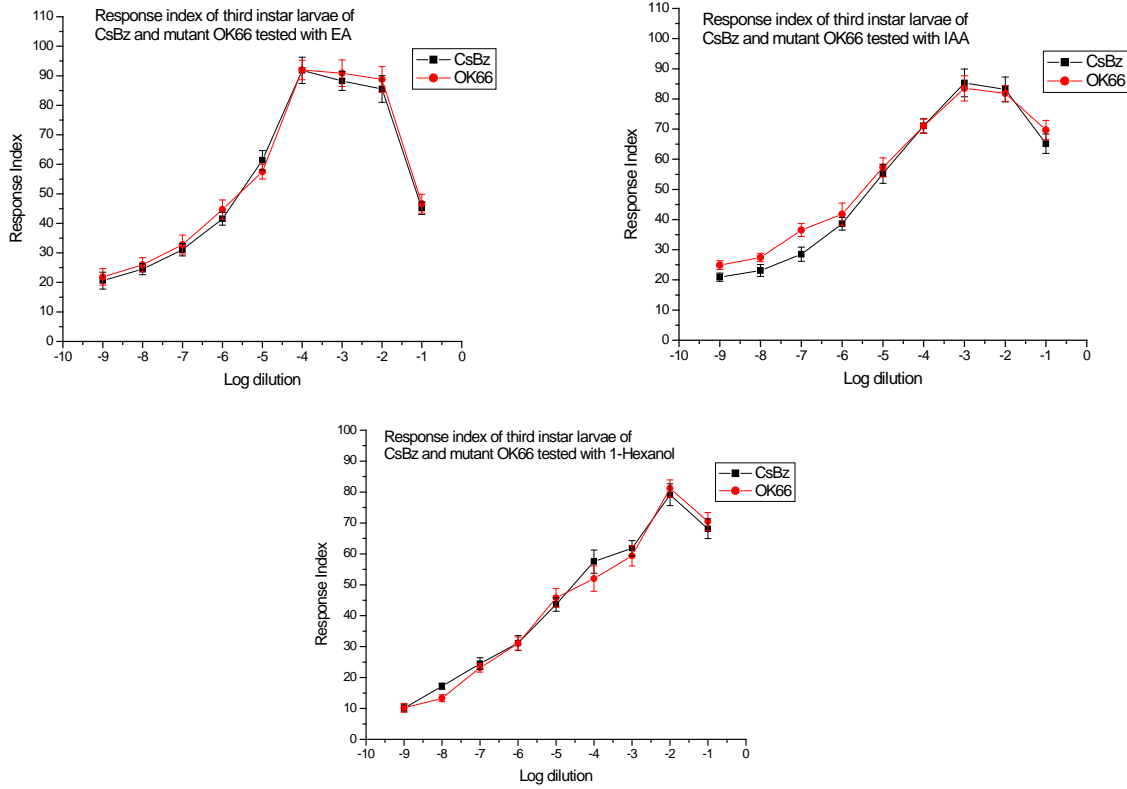 Response index of third instar larvae of
CsBz and mutant OK66 tested with EA
CsBz
OK66
Response Index
110
100
90
80
70
60
50
40
30
20
10
0
-10 -9 -8 -7 -6 -5 -4 -3 -2 -1 0
Log dilution
Response index of third instar larvae of
CsBz and mutant OK66 tested with IAA
CsBz
OK66
Response Index
110
100
90
80
70
60
50
40
30
20
10
0
-10 -9 -8 -7 -6 -5 -4 -3 -2 -1 0
Log dilution
Response index of third instar larvae of
CsBz and mutant OK66 tested with 1-Hexanol
CsBz
OK66
Response Index
100
90
80
70
60
50
40
30
20
10
0
-10 -9 -8 -7 -6 -5 -4 -3 -2 -1 0
Log dilution